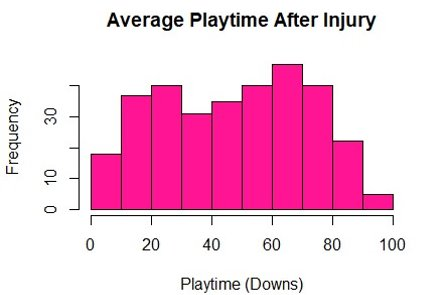 Average Playtime After Injury
Frequency
30
10
0
0 20 40 60 80 100
Playtime (Downs)